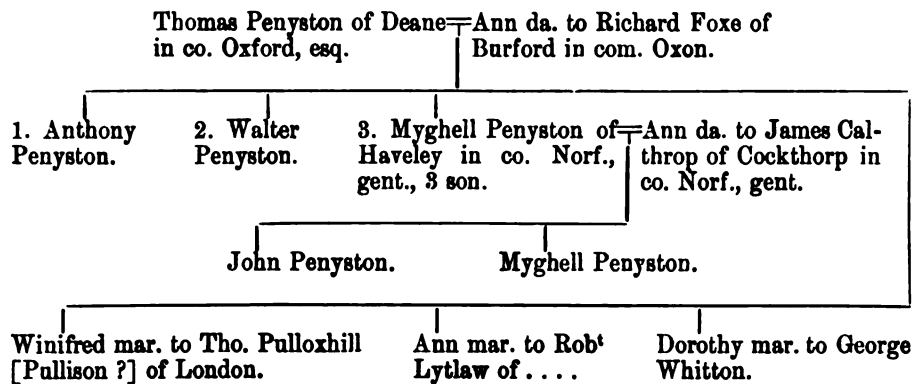 Thomas Penyston of Deane=Ann da. to Richard Foxe of
in co. Oxford, esq. Burford in com. Oxon.
1. Anthony
Penyston.
2. Walter
Penyston.
3. Myghell Penyston of=Ann da. to James Cal-
Haveley in co. Norf., throp of Cockthorp in
gent., 3 son. co. Norf., gent.
John Penyston. Myghell Penyston.
Winifred mar. to Tho. Pulloxhill
[Pullison ?] of London.
Ann mar. to Robᵗ
Lytlaw of . . . .
Dorothy mar. to George
Whitton.